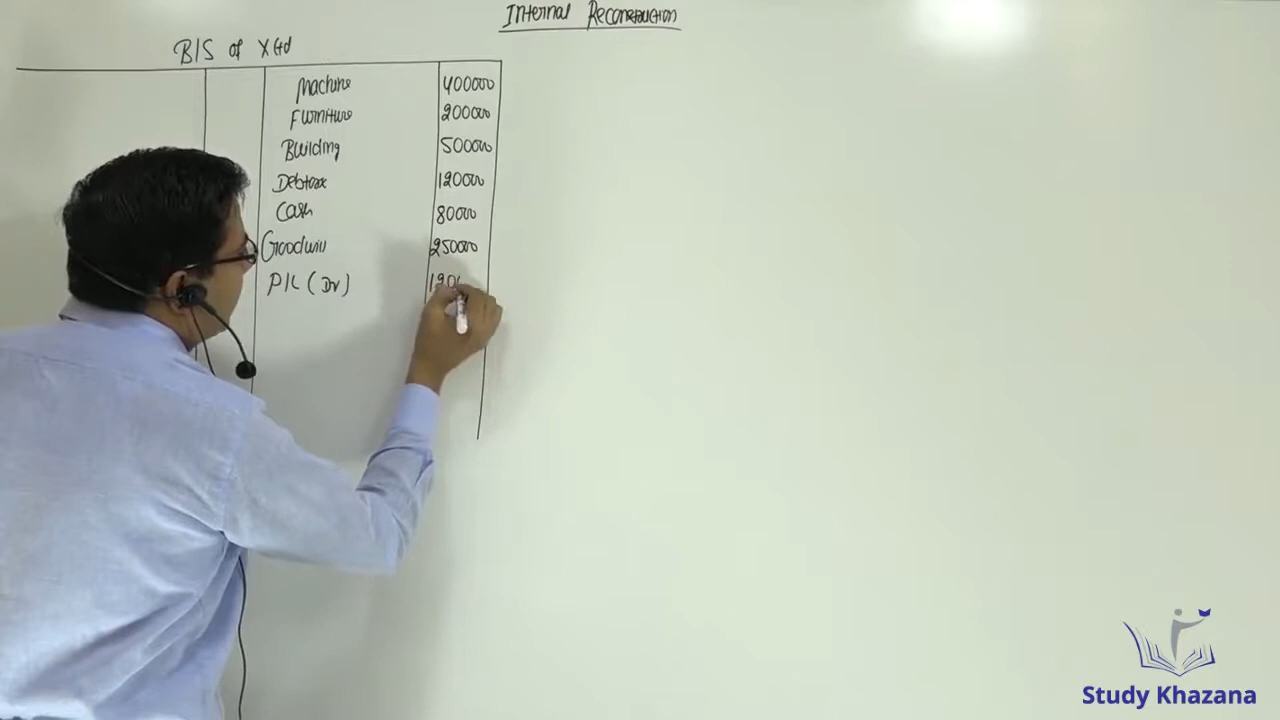 Internal Reconstruction
B/S of X Ltd
Machine 400000
Furniture 200000
Building 500000
Debtors 120000
Cash 80000
Goodwill 250000
P/L (Dr) 120
Study Khazana